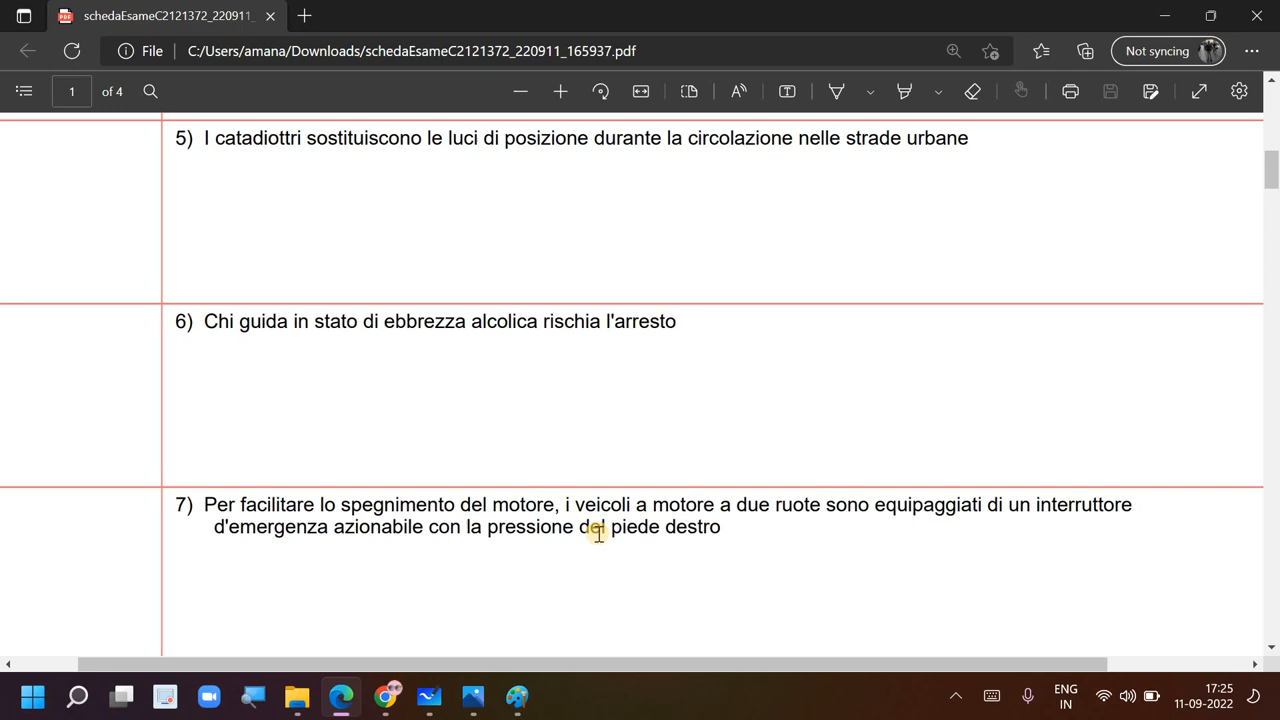 schedaEsameC2121372_220911_
File
C:/Users/amana/Downloads/schedaEsameC2121372_220911_165937.pdf
Not syncing
1 of 4
5) I catadiottri sostituiscono le luci di posizione durante la circolazione nelle strade urbane
6) Chi guida in stato di ebbrezza alcolica rischia l'arresto
7) Per facilitare lo spegnimento del motore, i veicoli a motore a due ruote sono equipaggiati di un interruttore
d'emergenza azionabile con la pressione del piede destro
ENG
IN
17:25
11-09-2022